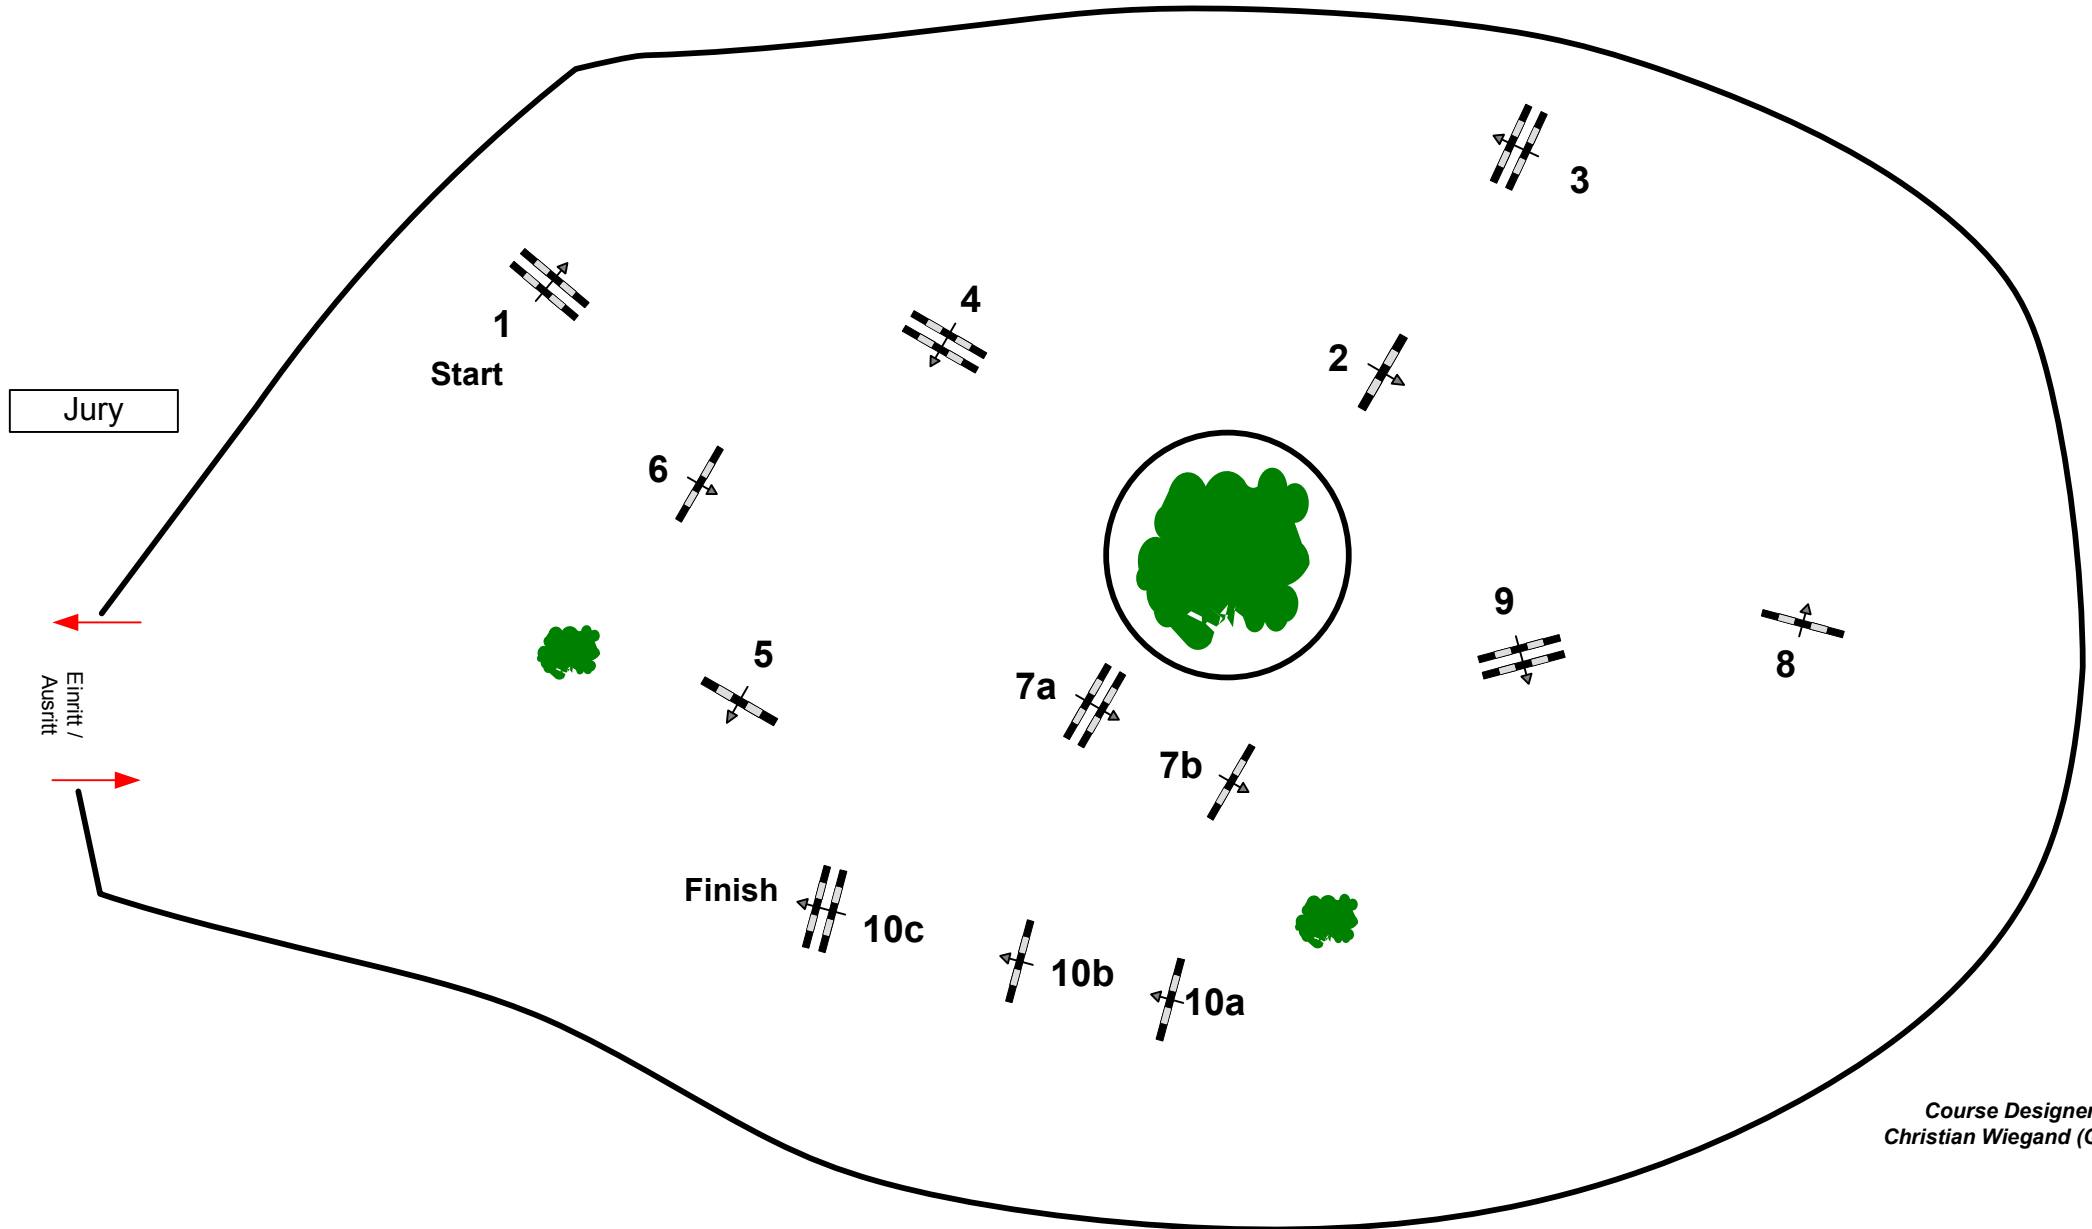 3
4
1
2
Start
Jury
6
9
5
8
7a
Einritt /
Ausritt
7b
Finish
10c
10b
10a
Course Designer
Christian Wiegand (